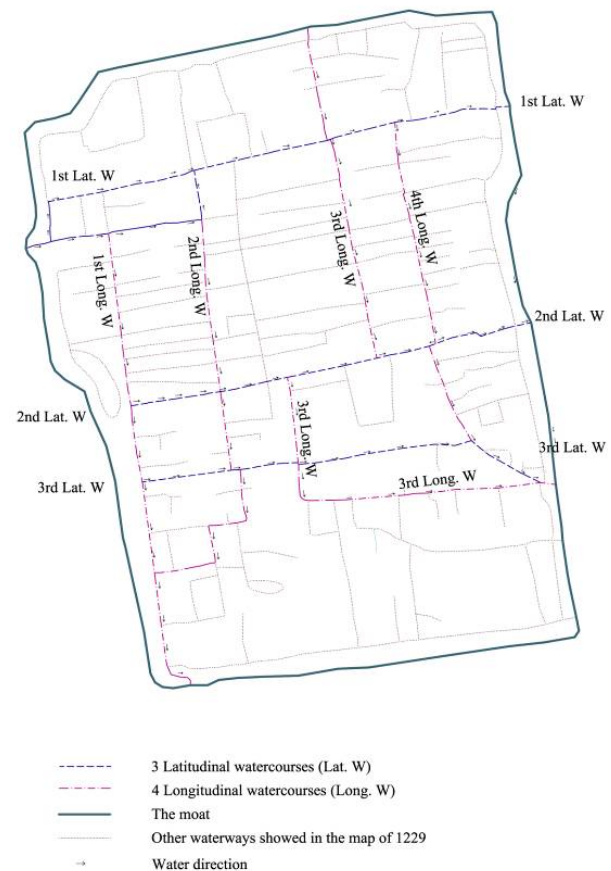 1st Lat. W
1st Lat. W
1st Long. W
2nd Long. W
3rd Long. W
4th Long. W
2nd Lat. W
2nd Lat. W
3rd Long. W
3rd Lat. W
3rd Lat. W
3rd Long. W
3 Latitudinal watercourses (Lat. W)
4 Longitudinal watercourses (Long. W)
The moat
Other waterways showed in the map of 1229
Water direction